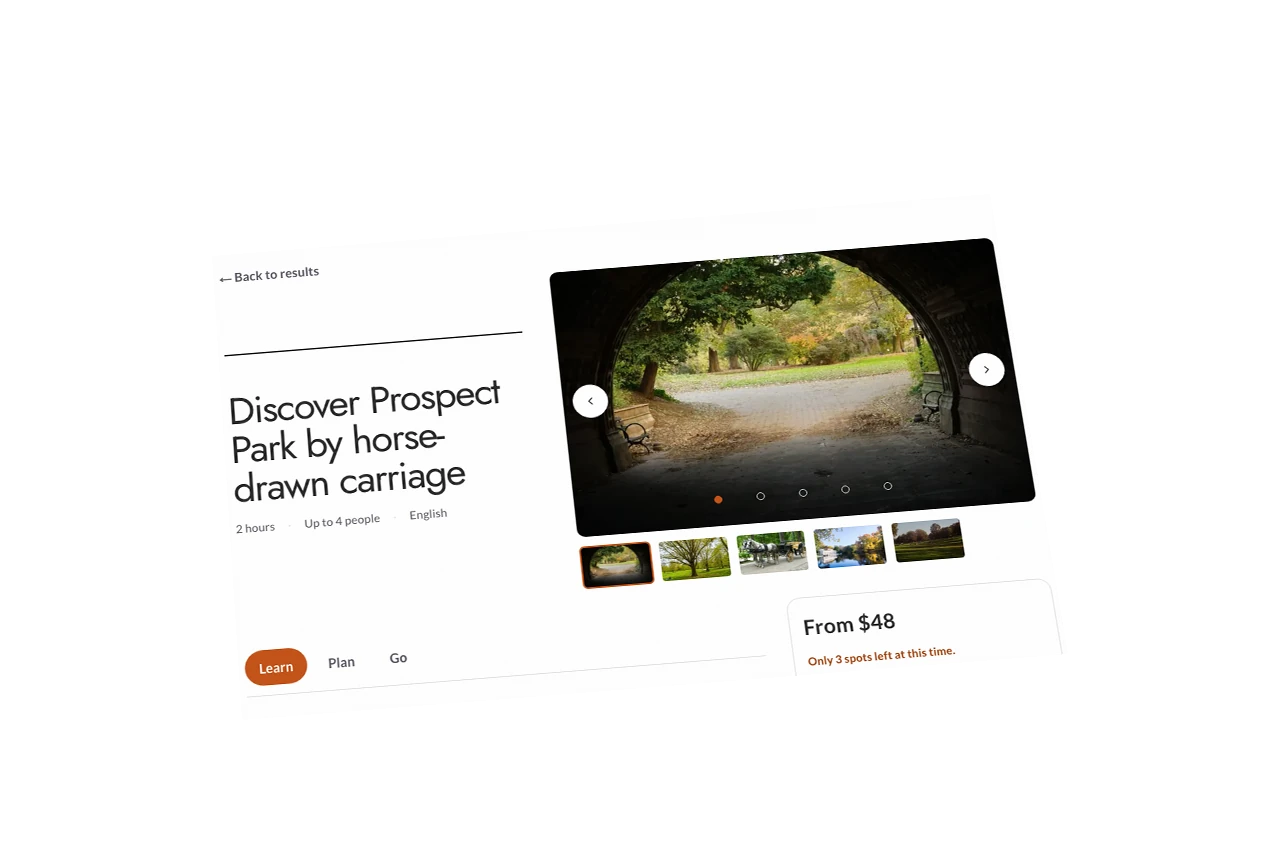 ← Back to results
Discover Prospect
Park by horse-
drawn carriage
2 hours · Up to 4 people · English
Learn Plan Go
From $48
Only 3 spots left at this time.